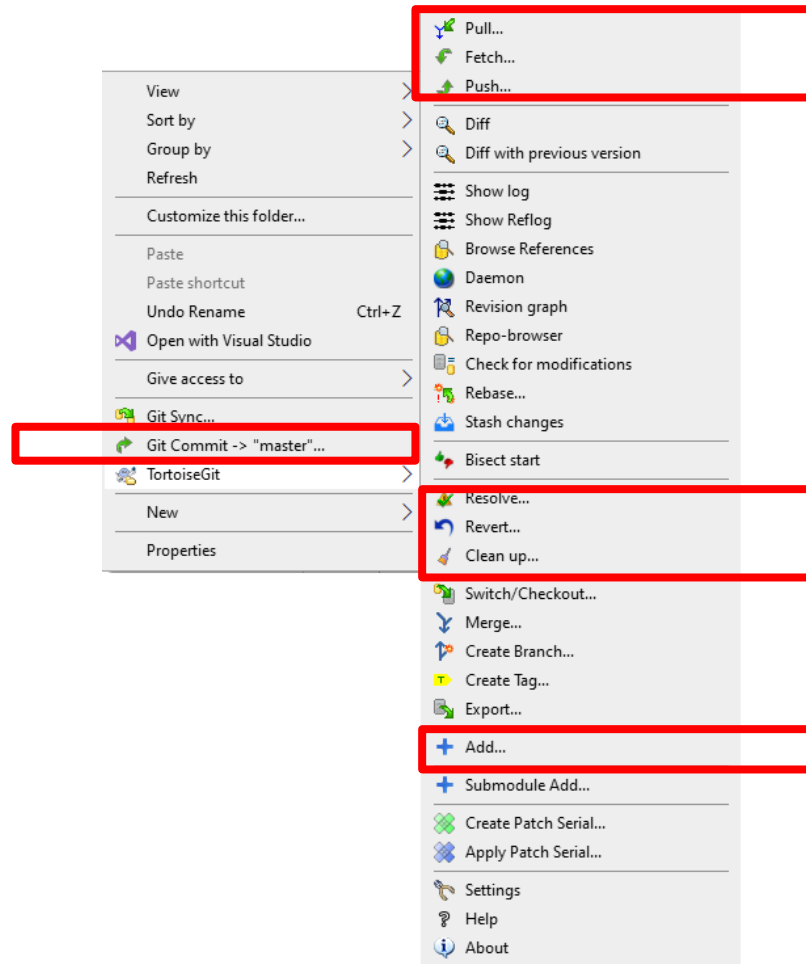 View
Sort by
Group by
Refresh
Customize this folder...
Paste
Paste shortcut
Undo Rename Ctrl+Z
Open with Visual Studio
Give access to
Git Sync...
Git Commit -> "master"...
TortoiseGit
New
Properties
Pull...
Fetch...
Push...
Diff
Diff with previous version
Show log
Show Reflog
Browse References
Daemon
Revision graph
Repo-browser
Check for modifications
Rebase...
Stash changes
Bisect start
Resolve...
Revert...
Clean up...
Switch/Checkout...
Merge...
Create Branch...
Create Tag...
Export...
Add...
Submodule Add...
Create Patch Serial...
Apply Patch Serial...
Settings
Help
About